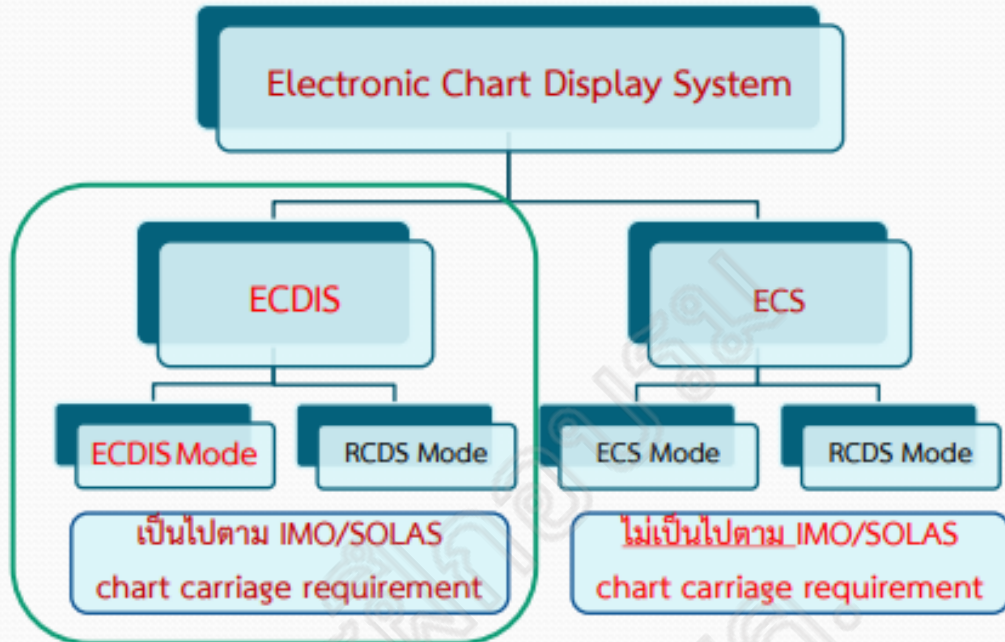 Electronic Chart Display System
ECDIS
ECS
ECDIS Mode
RCDS Mode
ECS Mode
RCDS Mode
เป็นไปตาม IMO/SOLAS
chart carriage requirement
ไม่เป็นไปตาม IMO/SOLAS
chart carriage requirement